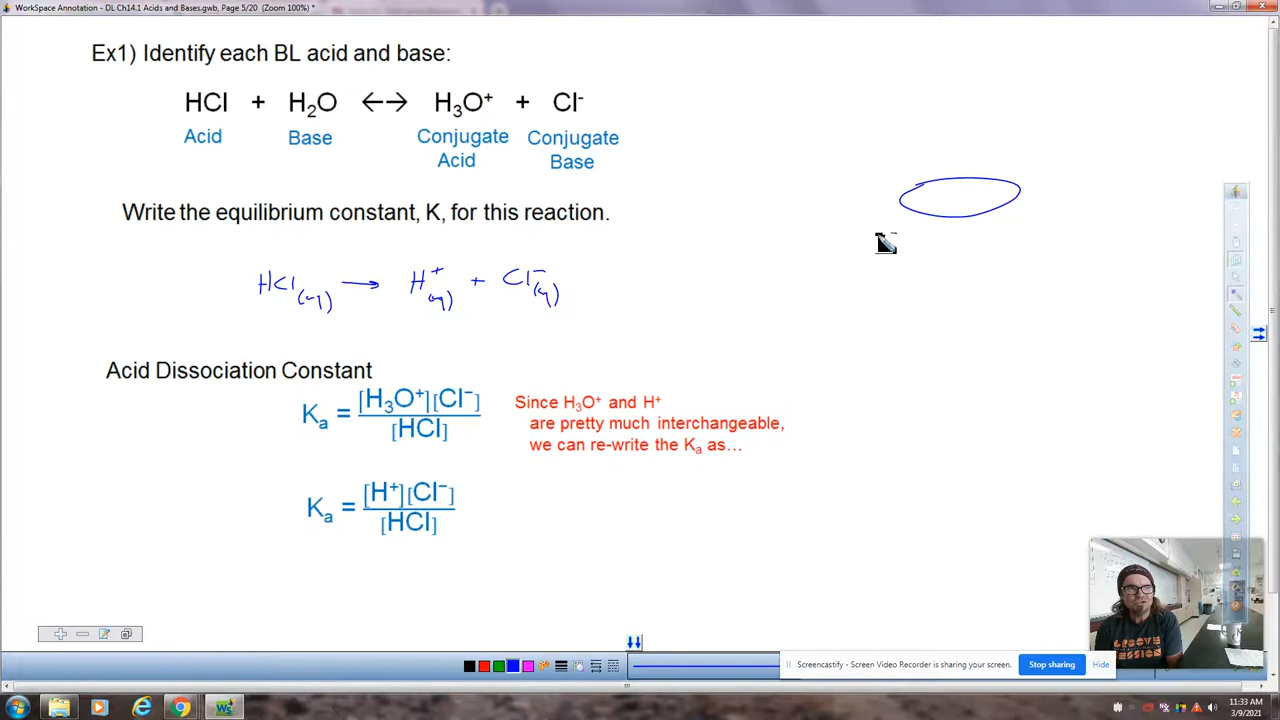 WorkSpace Annotation - DL Ch14.1 Acids and Bases.gwb, Page 5/20 (Zoom 100%) *
Ex1) Identify each BL acid and base:
HCl + H₂O ←→ H₃O⁺ + Cl⁻
Acid Base Conjugate Acid Conjugate Base
Write the equilibrium constant, K, for this reaction.
HCl(aq) → H⁺(aq) + Cl⁻(aq)
Acid Dissociation Constant
Kₐ = [H₃O⁺][Cl⁻] / [HCl]
Since H₃O⁺ and H⁺
are pretty much interchangeable,
we can re-write the Kₐ as…
Kₐ = [H⁺][Cl⁻] / [HCl]
GROOVE
SESSION
Screencastify - Screen Video Recorder is sharing your screen. Stop sharing Hide
11:33 AM
3/9/2021